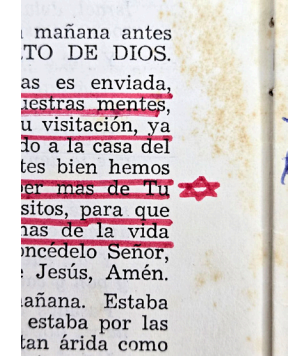 mañana antes
TO DE DIOS.
as es enviada,
uestras mentes,
u visitación, ya
do a la casa del
tes bien hemos
er mas de Tu
sitos, para que
nas de la vida
oncédelo Señor,
Jesús, Amén.
añana. Estaba
estaba por las
tan árida como